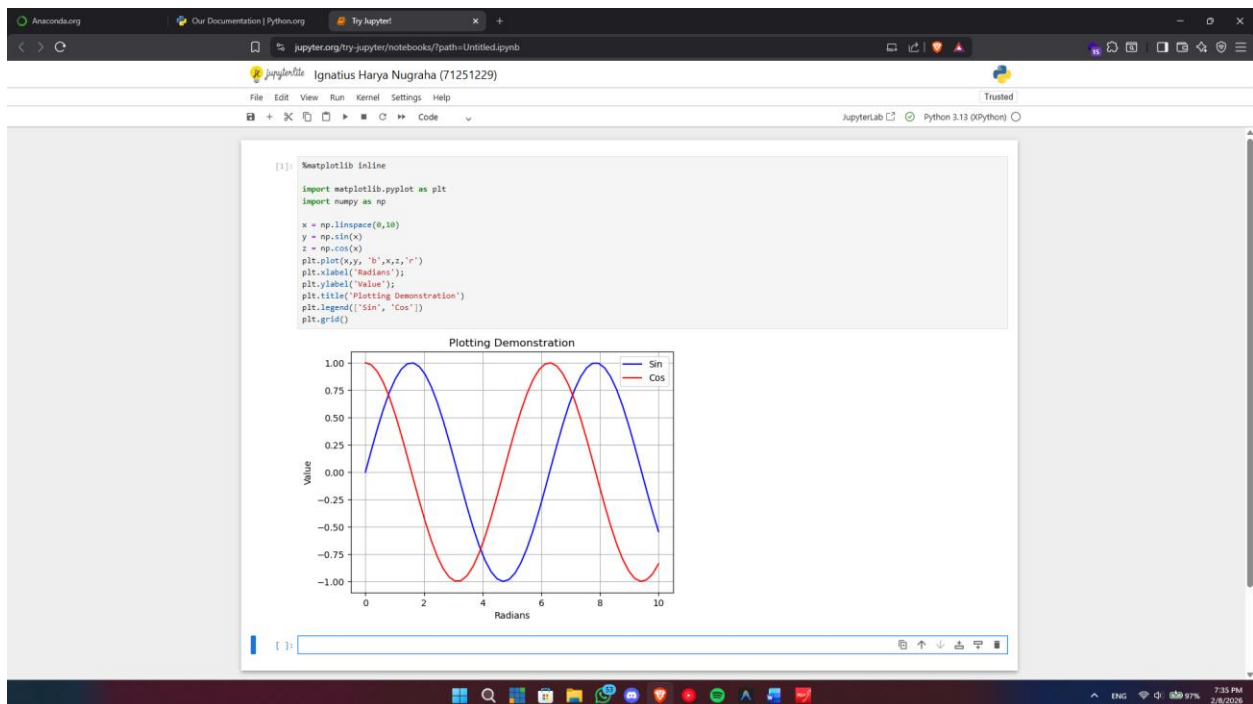 Anaconda.org
Our Documentation | Python.org
Try Jupyter!
jupyter.org/try-jupyter/notebooks/?path=Untitled.ipynb
15
jupyterlite Ignatius Harya Nugraha (71251229)
File Edit View Run Kernel Settings Help
Trusted
Code
JupyterLab
Python 3.13 (XPython)
[1]:
%matplotlib inline
import matplotlib.pyplot as plt
import numpy as np
x = np.linspace(0,10)
y = np.sin(x)
z = np.cos(x)
plt.plot(x,y, 'b',x,z,'r')
plt.xlabel('Radians');
plt.ylabel('Value');
plt.title('Plotting Demonstration')
plt.legend(['Sin', 'Cos'])
plt.grid()
Plotting Demonstration
Sin
Cos
1.00
0.75
0.50
0.25
0.00
−0.25
−0.50
−0.75
−1.00
Value
0 2 4 6 8 10
Radians
[ ]:
ENG 97% 7:35 PM
2/8/2026